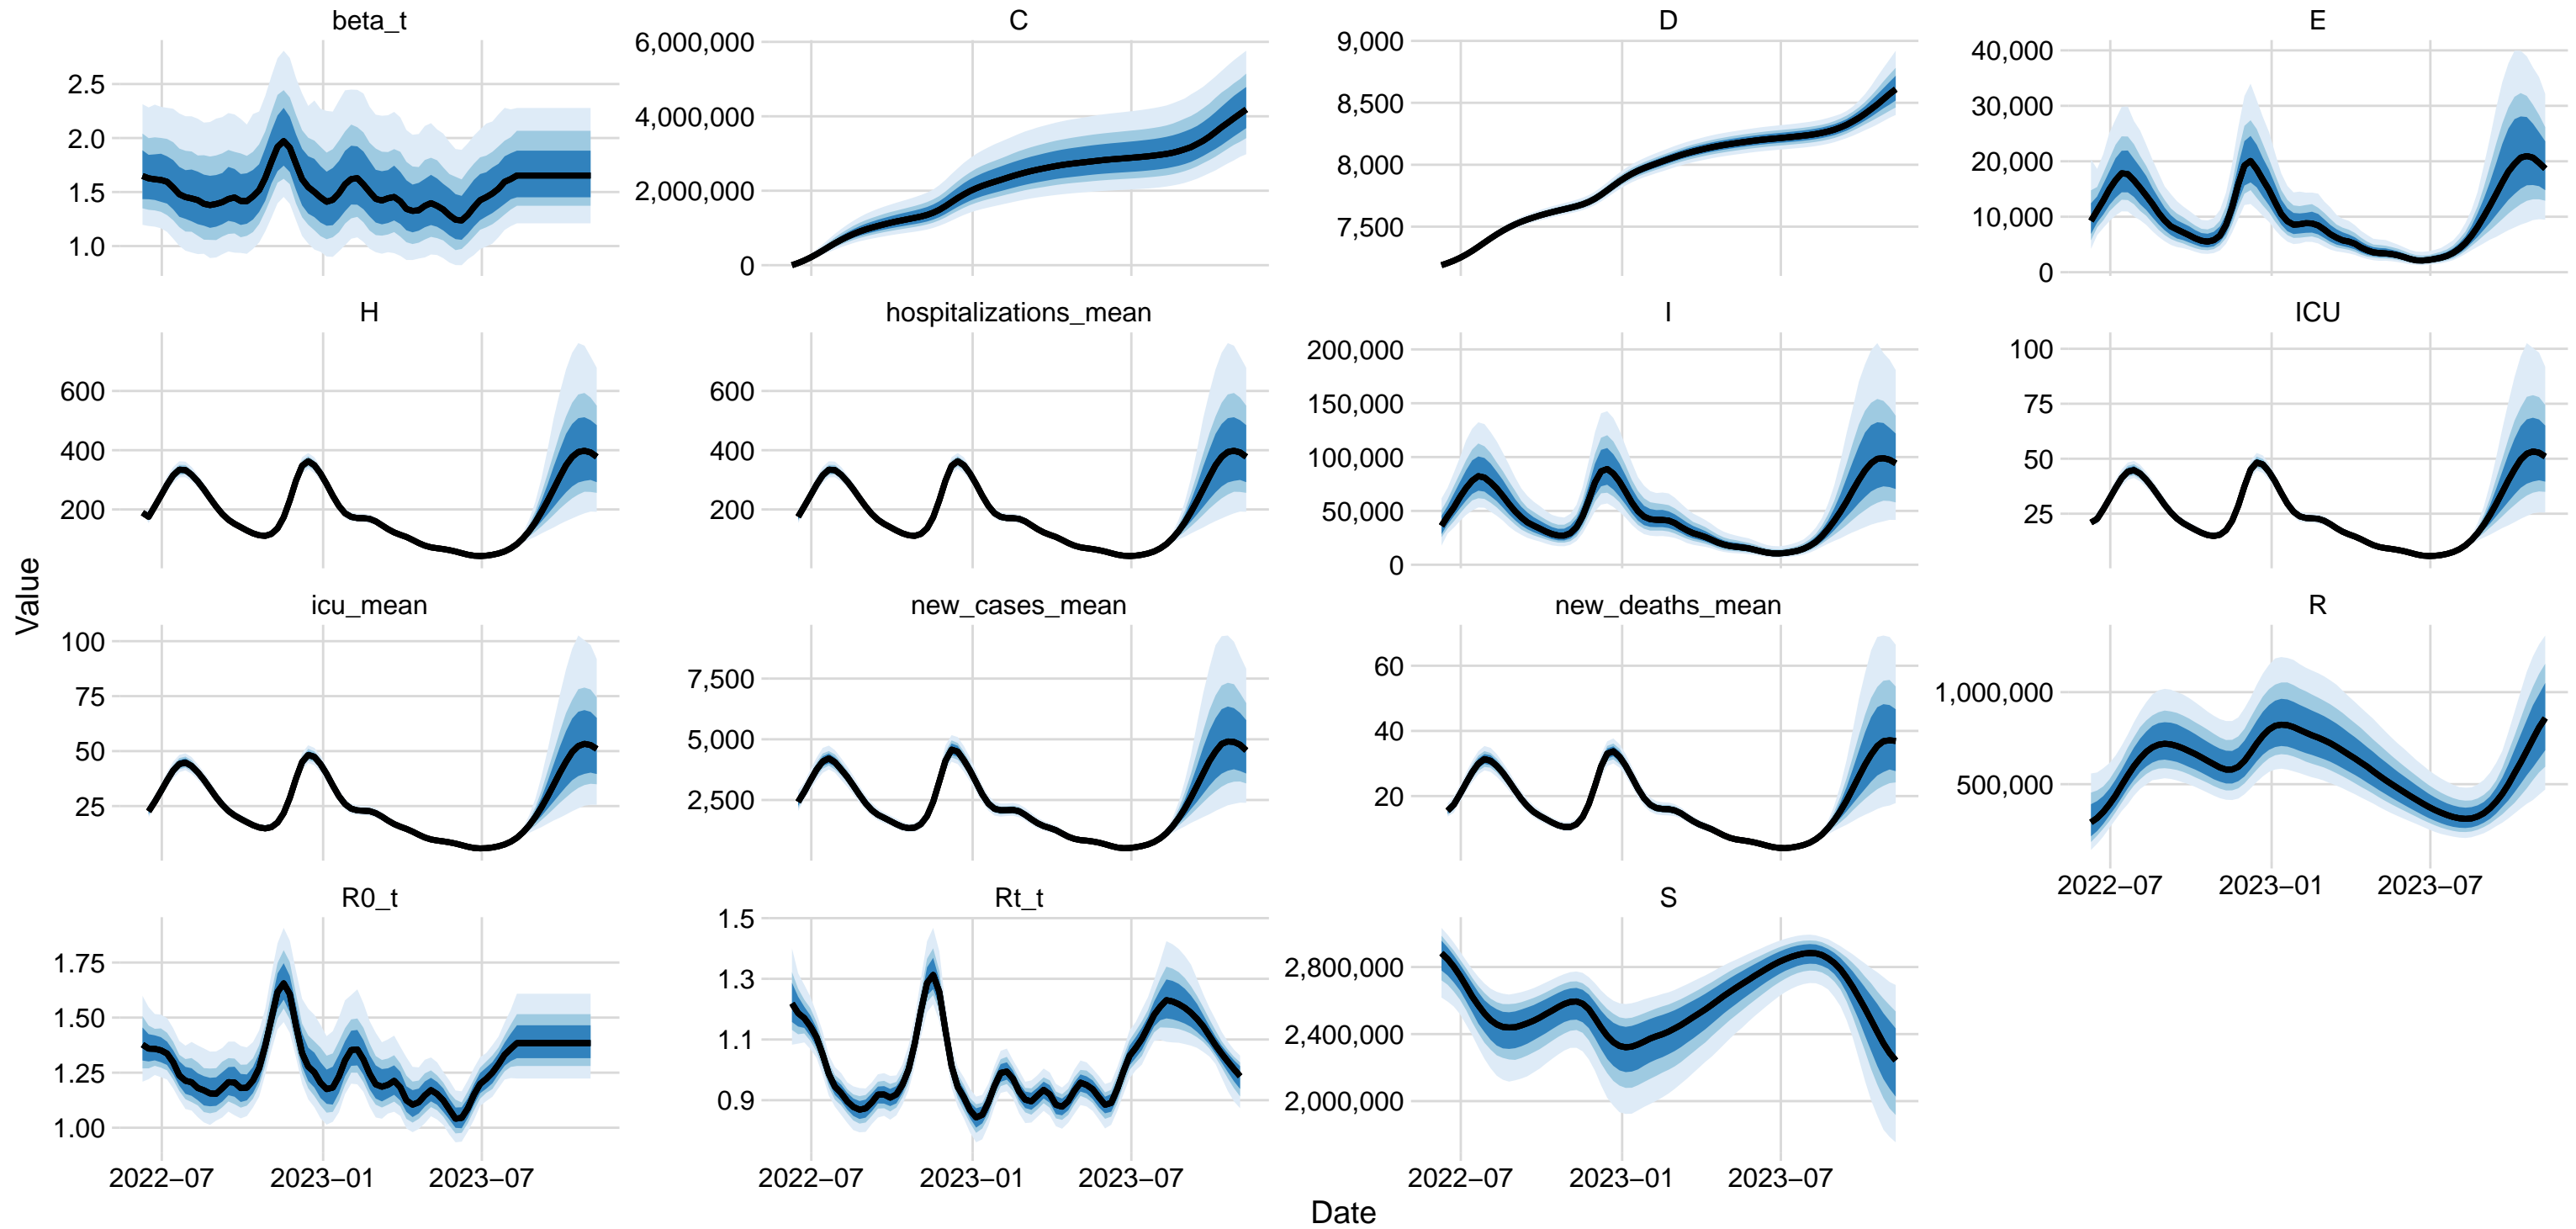 beta_t
C
D
E
2.5
2.0
1.5
1.0
6,000,000
4,000,000
2,000,000
0
9,000
8,500
8,000
7,500
40,000
30,000
20,000
10,000
0
H
hospitalizations_mean
I
ICU
600
400
200
600
400
200
200,000
150,000
100,000
50,000
0
100
75
50
25
Value
icu_mean
new_cases_mean
new_deaths_mean
R
100
75
50
25
7,500
5,000
2,500
60
40
20
1,000,000
500,000
2022−07 2023−01 2023−07
R0_t
Rt_t
S
1.75
1.50
1.25
1.00
1.5
1.3
1.1
0.9
2,800,000
2,400,000
2,000,000
2022−07 2023−01 2023−07
2022−07 2023−01 2023−07
2022−07 2023−01 2023−07
Date